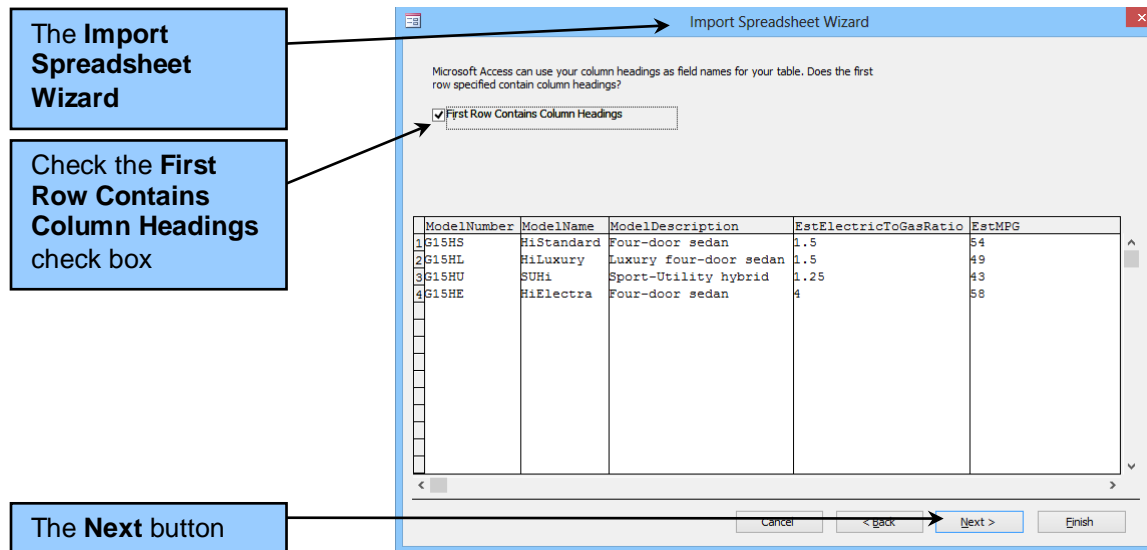 The Import
Spreadsheet
Wizard
Import Spreadsheet Wizard
x
Microsoft Access can use your column headings as field names for your table. Does the first
row specified contain column headings?
First Row Contains Column Headings
Check the First
Row Contains
Column Headings
check box
ModelNumber ModelName ModelDescription EstElectricToGasRatio EstMPG
1 G15HS HiStandard Four-door sedan 1.5 54
2 G15HL HiLuxury Luxury four-door sedan 1.5 49
3 G15HU SUHi Sport-Utility hybrid 1.25 43
4 G15HE HiElectra Four-door sedan 4 58
The Next button
Cancel < Back Next > Finish